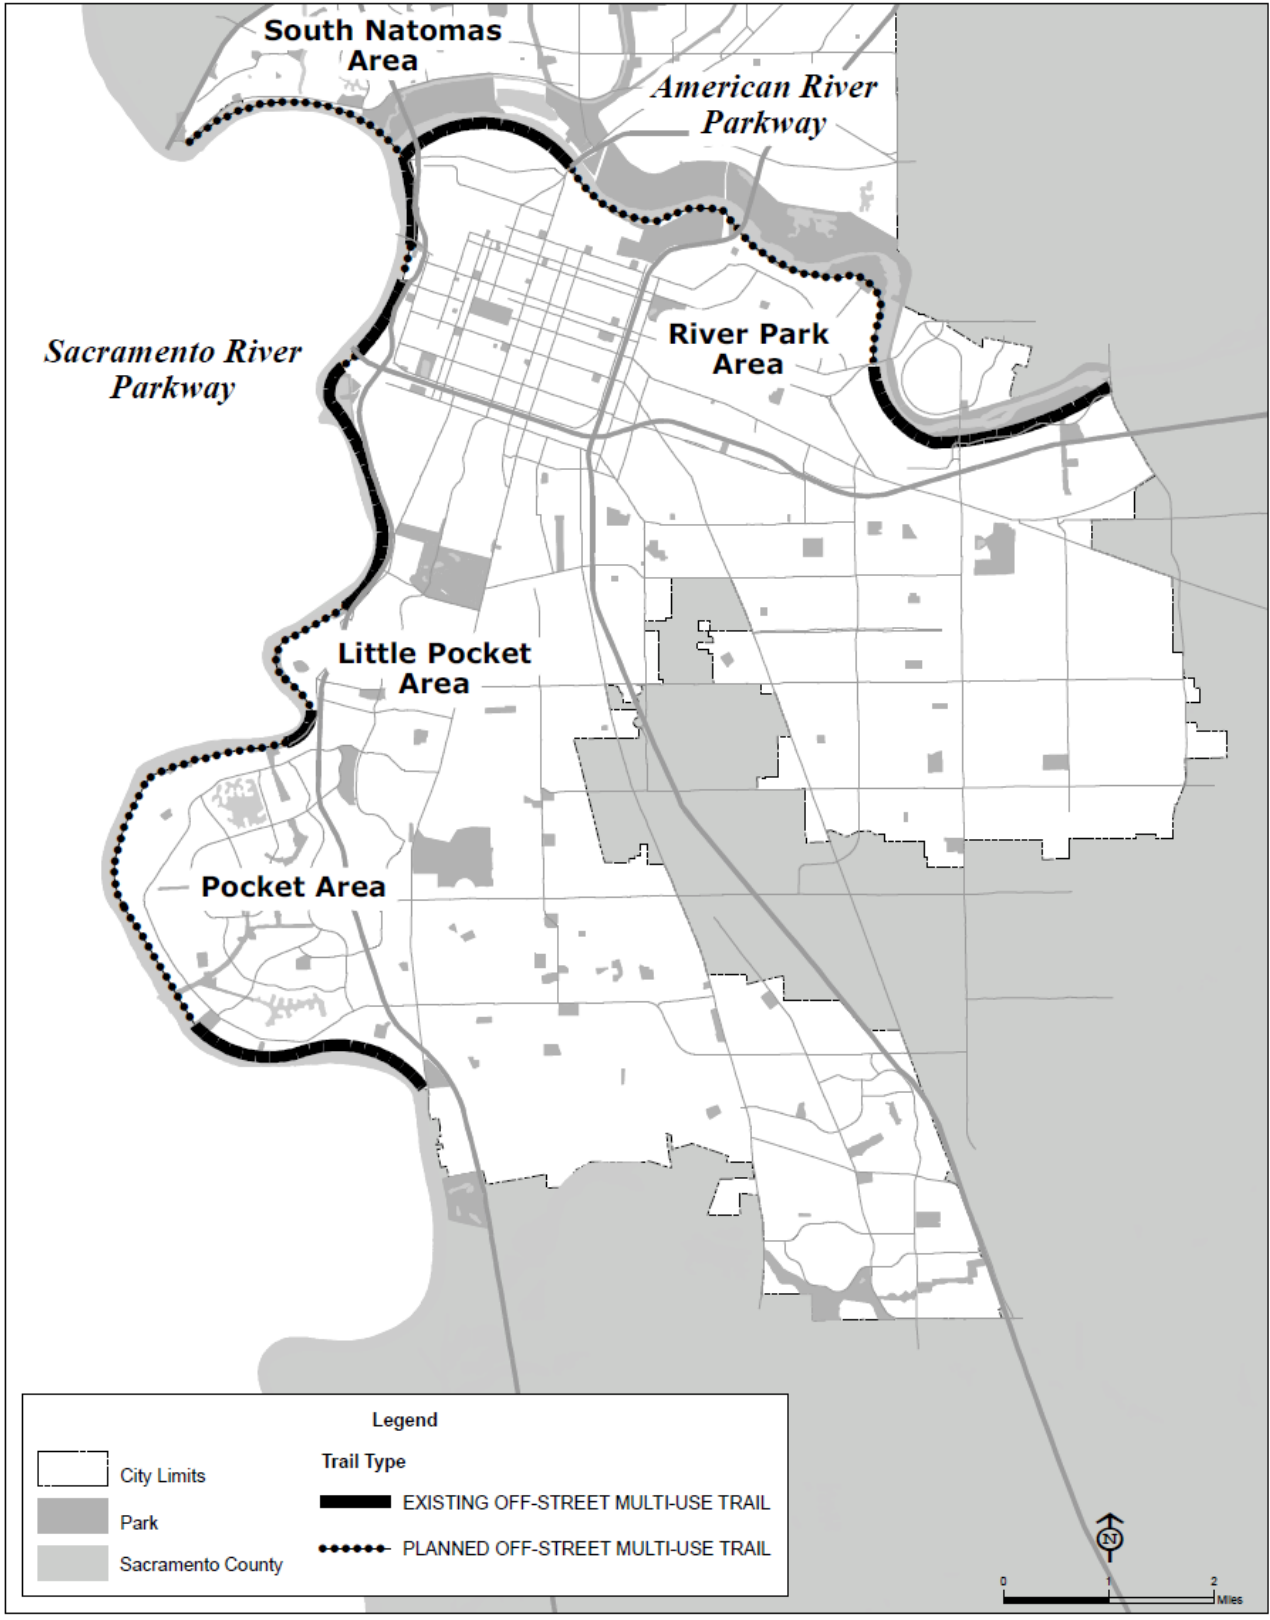 South Natomas
Area
American River
Parkway
Sacramento River
Parkway
River Park
Area
Little Pocket
Area
Pocket Area
Legend
City Limits
Park
Sacramento County
Trail Type
EXISTING OFF-STREET MULTI-USE TRAIL
PLANNED OFF-STREET MULTI-USE TRAIL
N
0 1 2
Miles